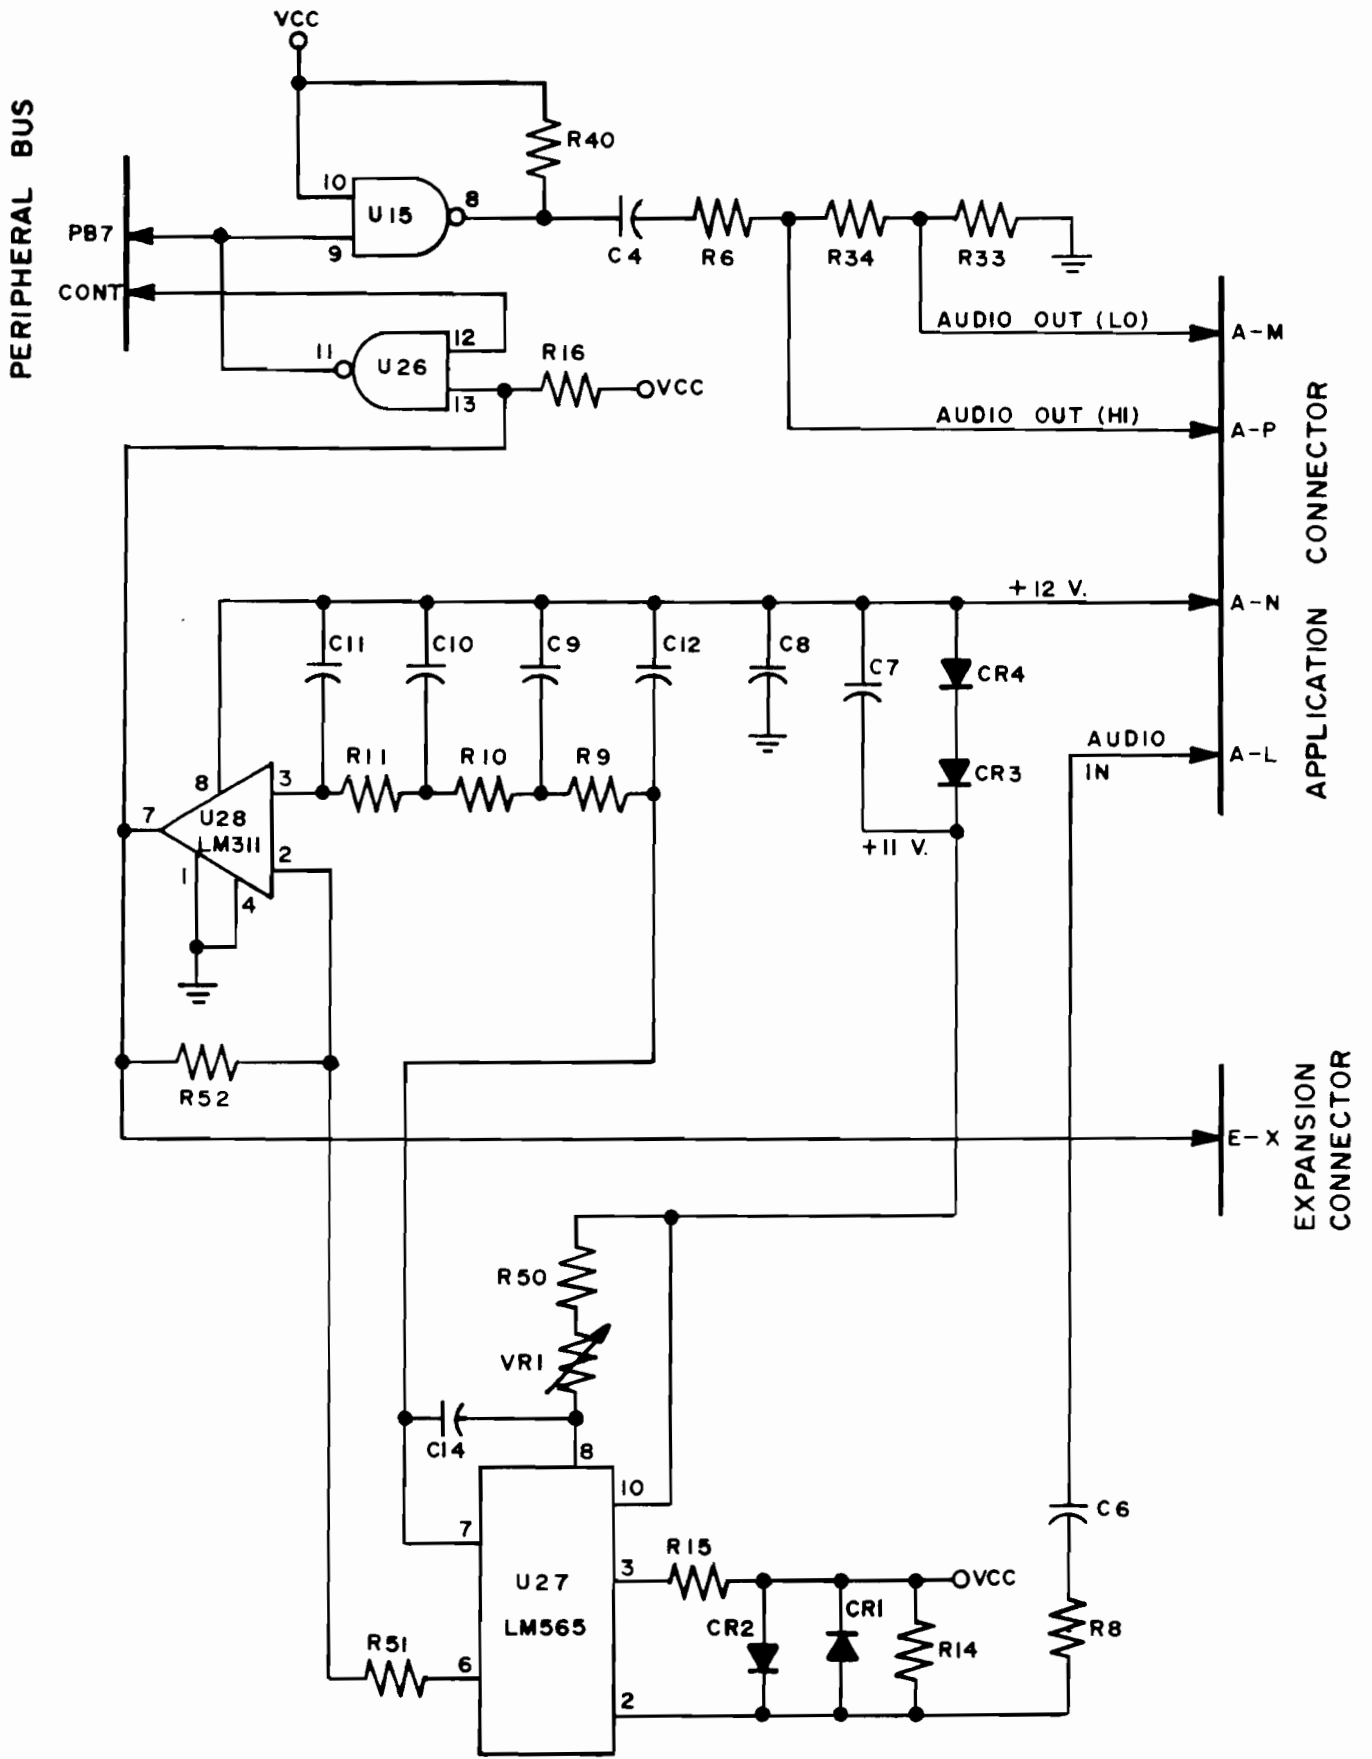 VCC
PERIPHERAL BUS
R40
10
U15
8
PB7
9
C4
R6
R34
R33
CONT
12
11
U26
R16
VCC
13
AUDIO OUT (LO)
A-M
AUDIO OUT (HI)
A-P
APPLICATION CONNECTOR
+12 V.
A-N
C11
C10
C9
C12
C8
C7
CR4
AUDIO
IN
A-L
R11
R10
R9
CR3
8
3
7
U28
LM311
+11 V.
2
1
4
R52
E-X
EXPANSION
CONNECTOR
R50
VR1
C14
8
10
C6
7
R15
3
U27
VCC
LM565
CR2
CR1
R14
R8
R51
6
2